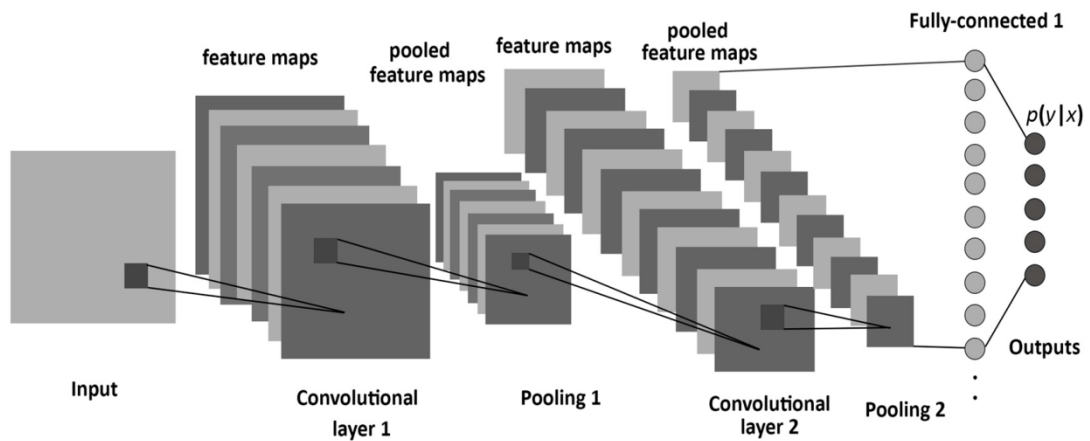 Fully-connected 1
feature maps
pooled
feature maps
feature maps
pooled
feature maps
p(y|x)
Outputs
Input
Convolutional
layer 1
Pooling 1
Convolutional
layer 2
Pooling 2